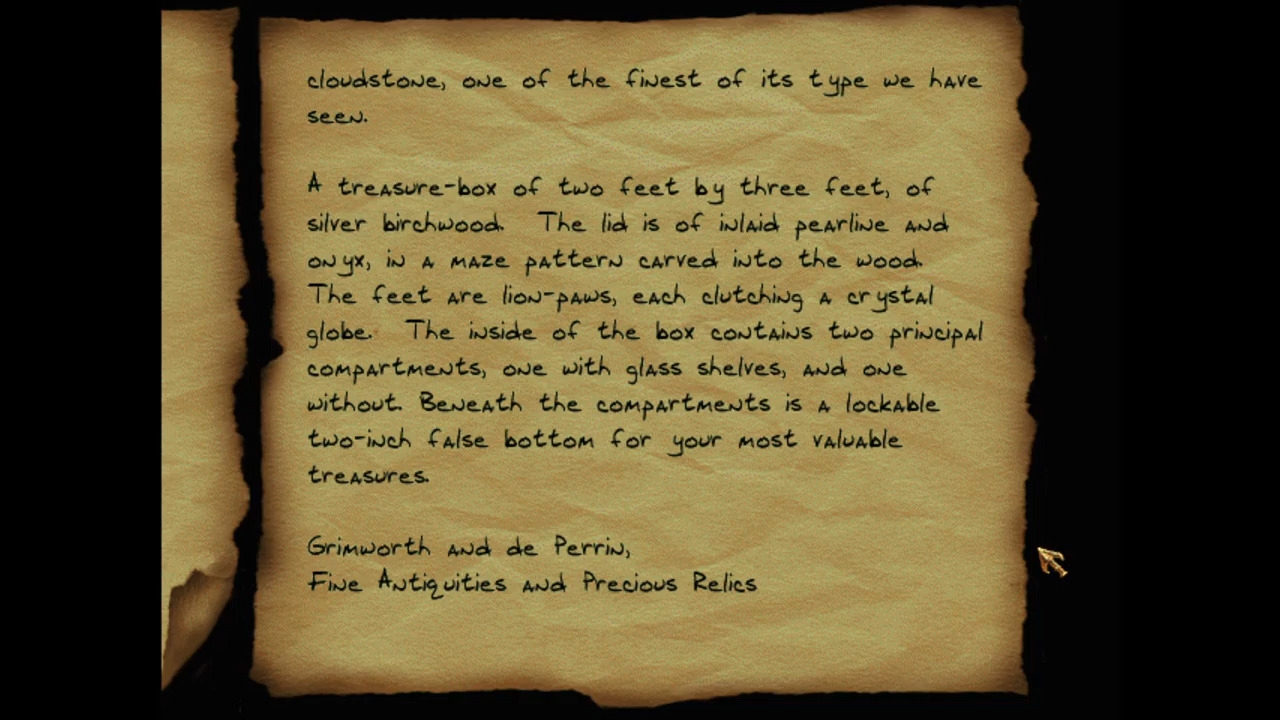 cloudstone, one of the finest of its type we have
seen.
A treasure-box of two feet by three feet, of
silver birchwood. The lid is of inlaid pearline and
onyx, in a maze pattern carved into the wood.
The feet are lion-paws, each clutching a crystal
globe. The inside of the box contains two principal
compartments, one with glass shelves, and one
without. Beneath the compartments is a lockable
two-inch false bottom for your most valuable
treasures.
Grimworth and de Perrin,
Fine Antiquities and Precious Relics